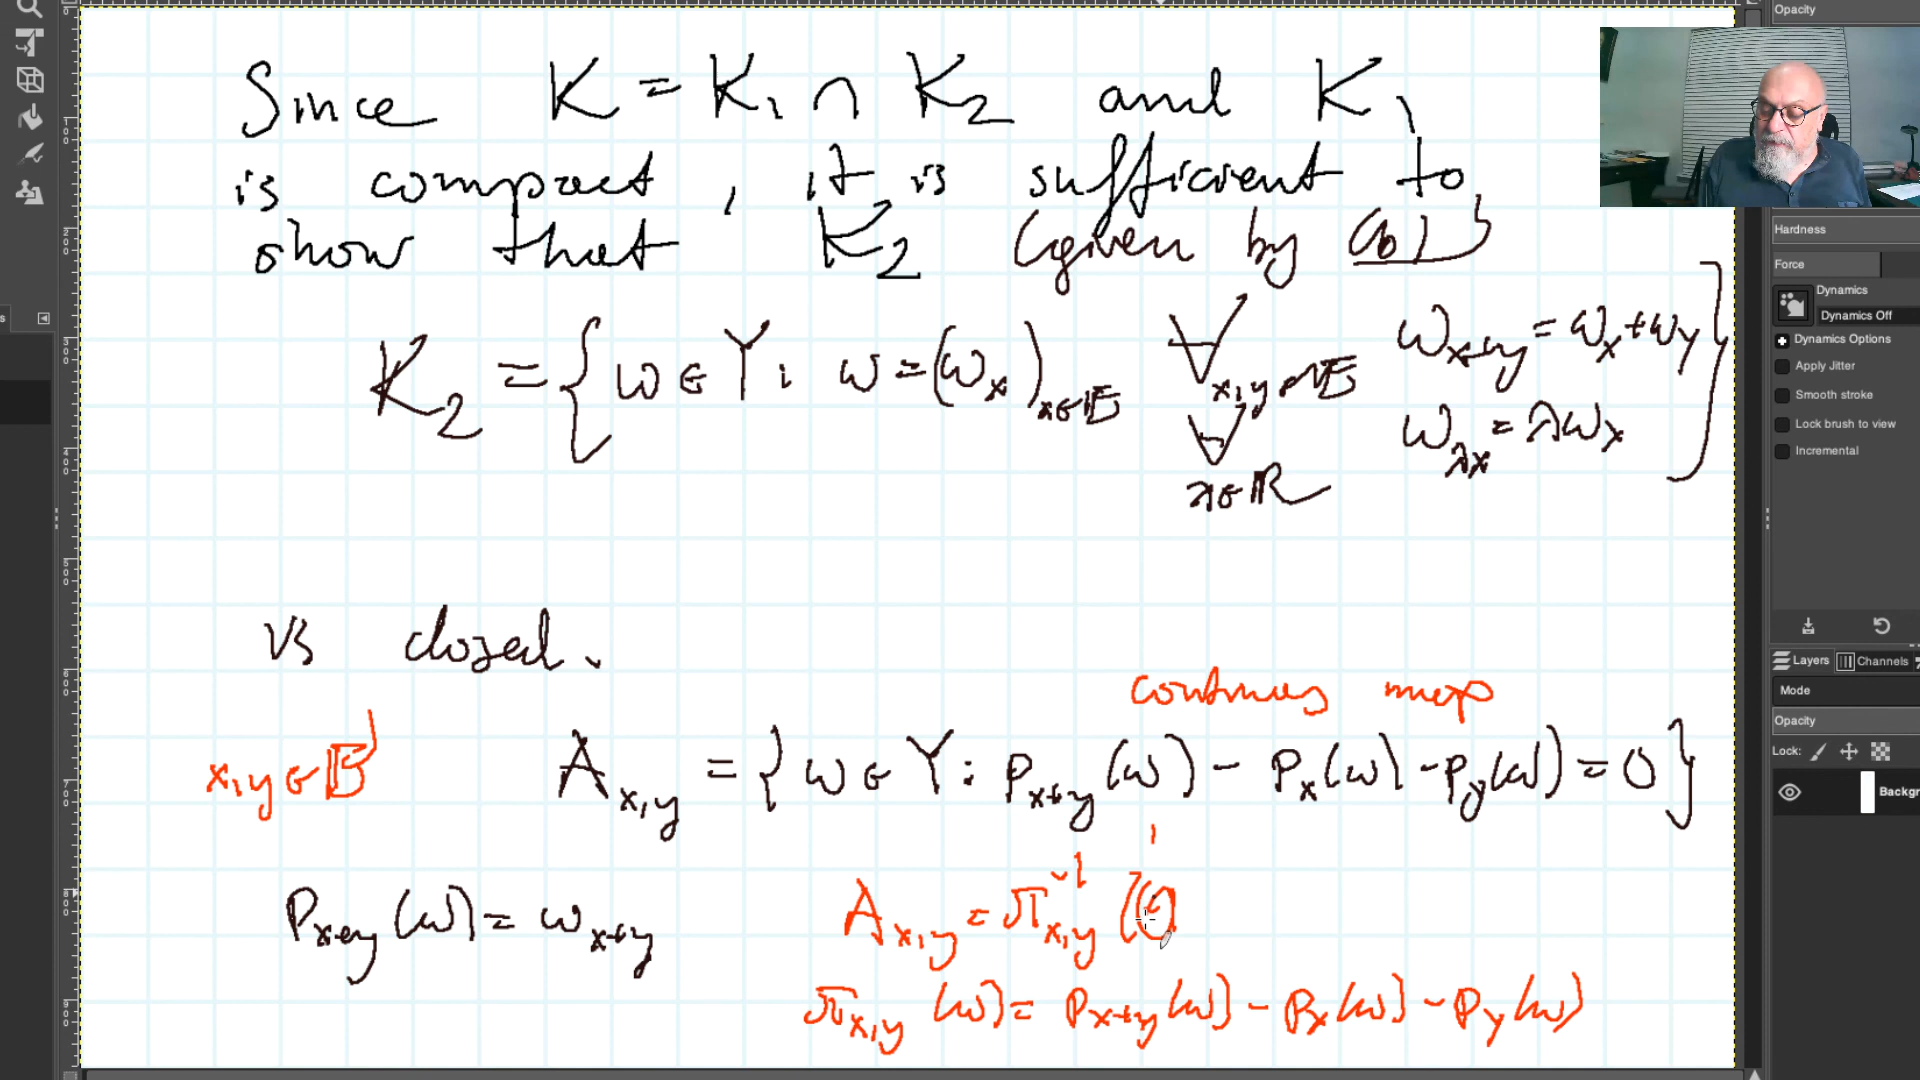 Since K = K₁ ∩ K₂ and K₁
is compact, it is sufficient to
show that K₂ (given by (b))
K₂ = { ω ∈ Y : ω = (ω_x)_{x∈E} ∀_{x,y∈E} ω_{x+y} = ω_x + ω_y
∀_{λ∈ℝ} ω_{λx} = λω_x }
is closed.
continues map
x,y ∈ E A_{x,y} = { ω ∈ Y : P_{x+y}(ω) - P_x(ω) - P_y(ω) = 0 }
P_{x+y}(ω) = ω_{x+y} A_{x,y} = π_{x,y}^{-1} (
π_{x,y}(ω) = P_{x+y}(ω) - P_x(ω) - P_y(ω)
Opacity
Hardness
Force
Dynamics
Dynamics Off
Dynamics Options
Apply Jitter
Smooth stroke
Lock brush to view
Incremental
Layers Channels
Mode
Opacity
Lock:
Backgr